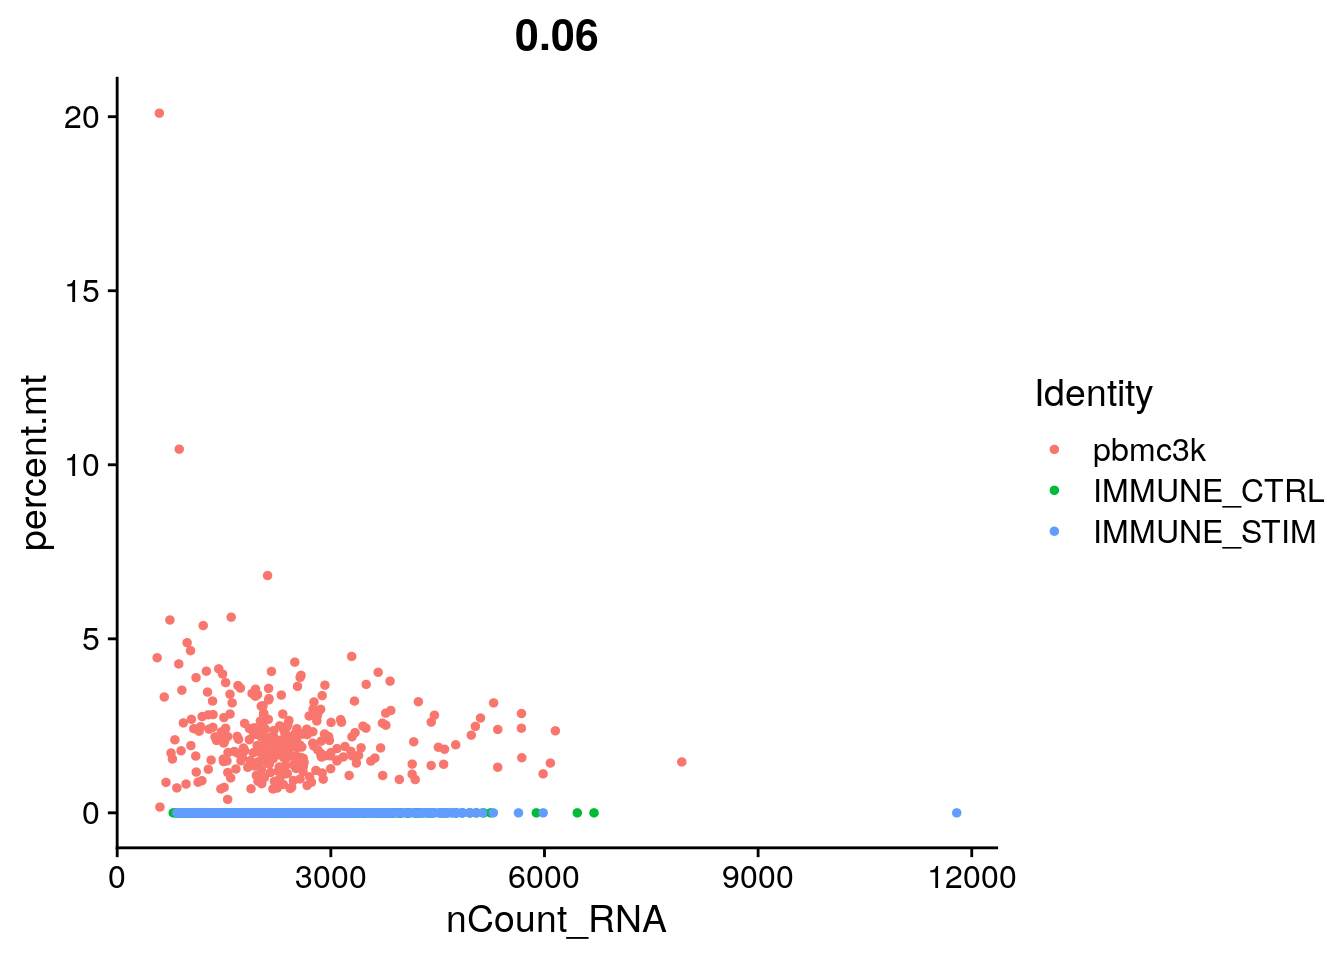 0.06
20
15
10
5
0
percent.mt
0
3000
6000
9000
12000
nCount_RNA
Identity
pbmc3k
IMMUNE_CTRL
IMMUNE_STIM